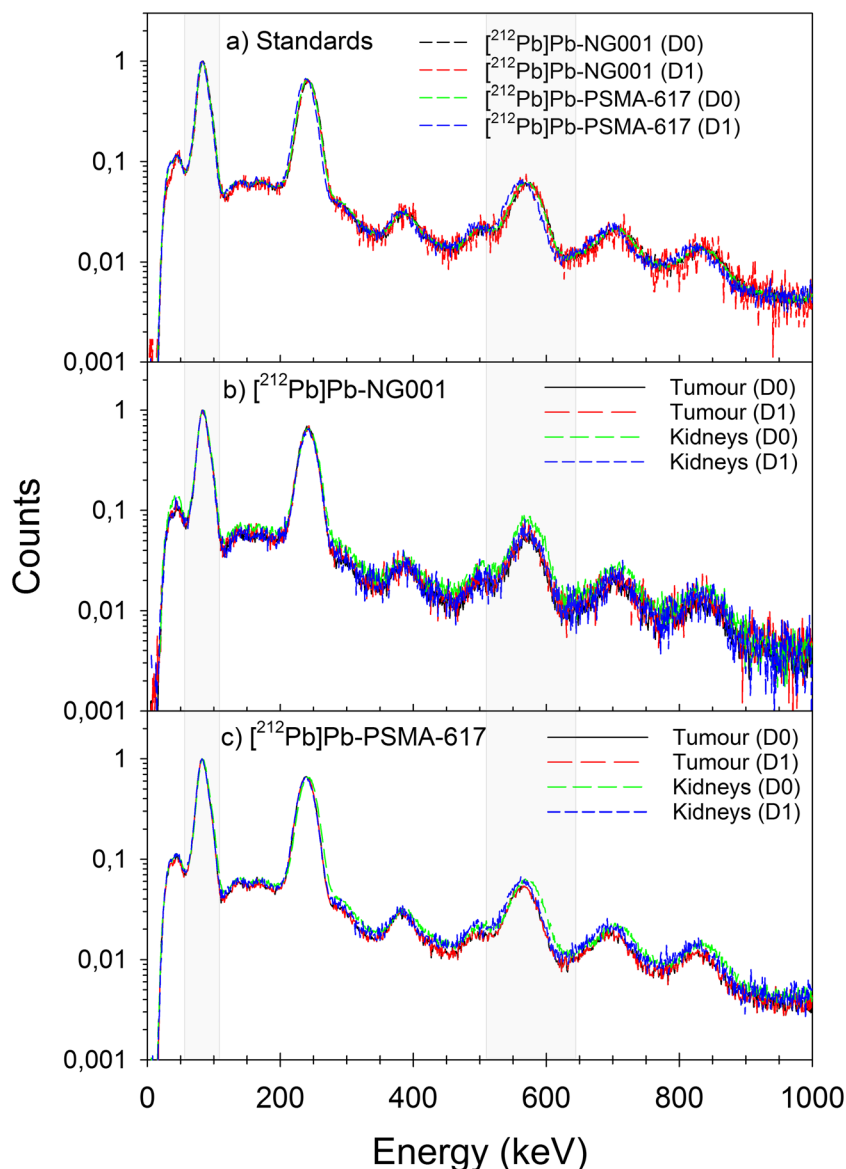 a) Standards
[²¹²Pb]Pb-NG001 (D0)
[²¹²Pb]Pb-NG001 (D1)
[²¹²Pb]Pb-PSMA-617 (D0)
[²¹²Pb]Pb-PSMA-617 (D1)
1
0,1
0,01
0,001
b) [²¹²Pb]Pb-NG001
Tumour (D0)
Tumour (D1)
Kidneys (D0)
Kidneys (D1)
1
0,1
0,01
0,001
Counts
c) [²¹²Pb]Pb-PSMA-617
Tumour (D0)
Tumour (D1)
Kidneys (D0)
Kidneys (D1)
1
0,1
0,01
0,001
0 200 400 600 800 1000
Energy (keV)